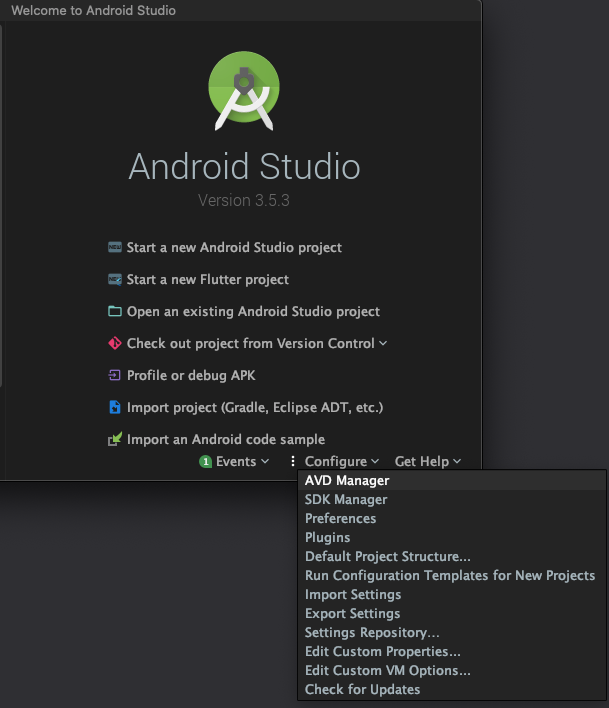 Welcome to Android Studio
Android Studio
Version 3.5.3
NEW Start a new Android Studio project
Start a new Flutter project
Open an existing Android Studio project
Check out project from Version Control
Profile or debug APK
Import project (Gradle, Eclipse ADT, etc.)
Import an Android code sample
1 Events Configure Get Help
AVD Manager
SDK Manager
Preferences
Plugins
Default Project Structure...
Run Configuration Templates for New Projects
Import Settings
Export Settings
Settings Repository...
Edit Custom Properties...
Edit Custom VM Options...
Check for Updates